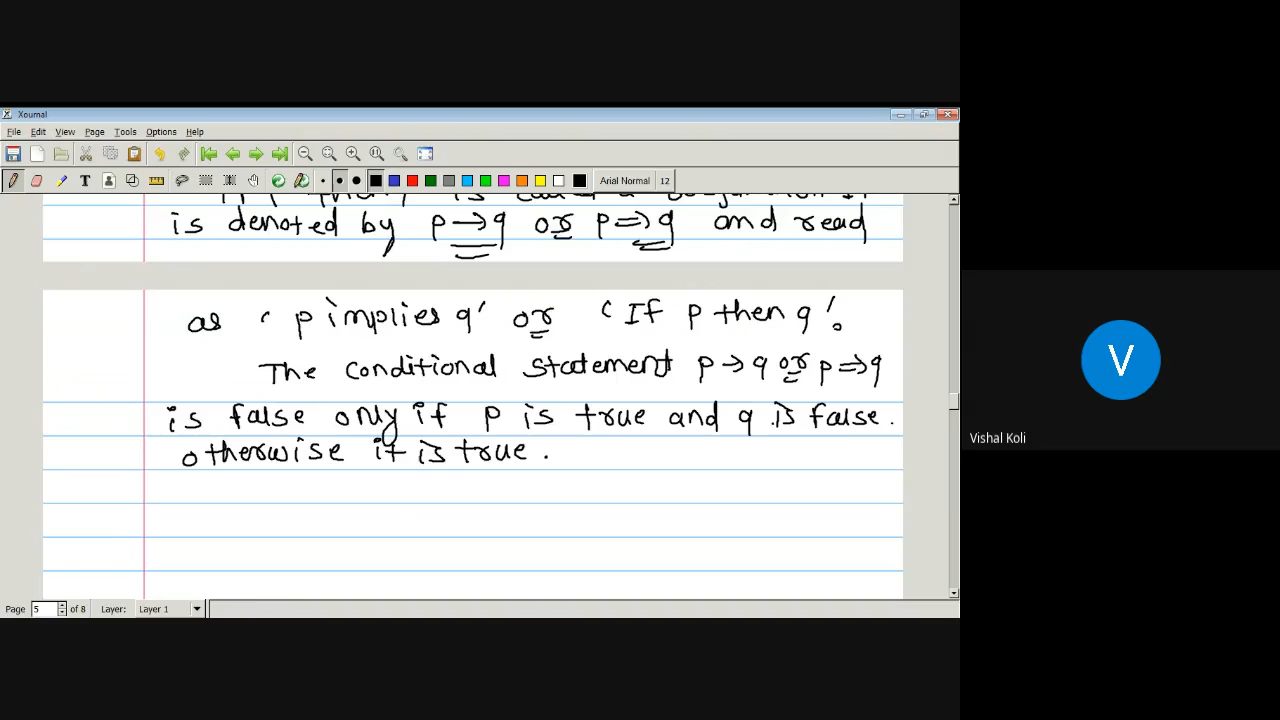 Xournal
File Edit View Page Tools Options Help
Arial Normal 12
is
is denoted by p → q or p ⇒ q and read
as ' p implies q' or 'If p then q'.
The conditional statement p → q or p ⇒ q
is false only if p is true and q is false.
otherwise it is true.
Page 5 of 8 Layer: Layer 1
V
Vishal Koli